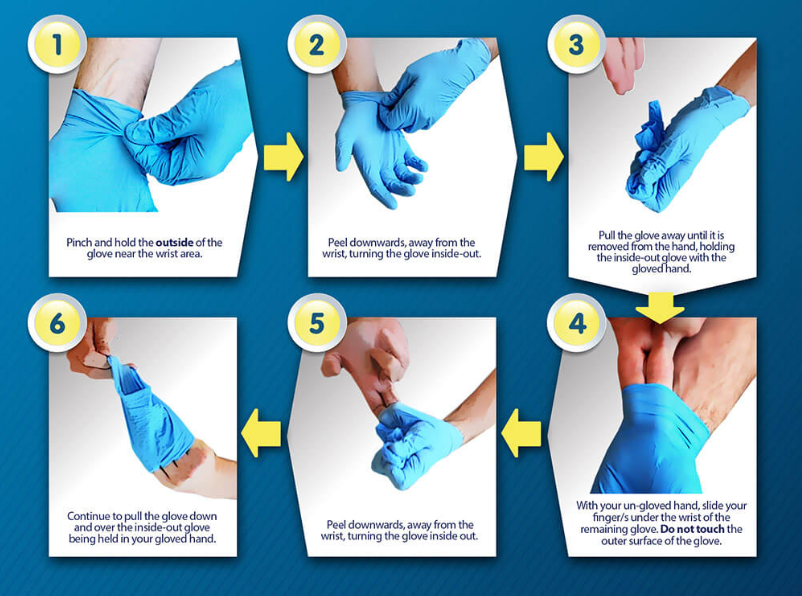 1
Pinch and hold the outside of the
glove near the wrist area.
2
Peel downwards, away from the
wrist, turning the glove inside-out.
3
Pull the glove away until it is
removed from the hand, holding
the inside-out glove with the
gloved hand.
4
With your un-gloved hand, slide your
finger/s under the wrist of the
remaining glove. Do not touch the
outer surface of the glove.
5
Peel downwards, away from the
wrist, turning the glove inside out.
6
Continue to pull the glove down
and over the inside-out glove
being held in your gloved hand.